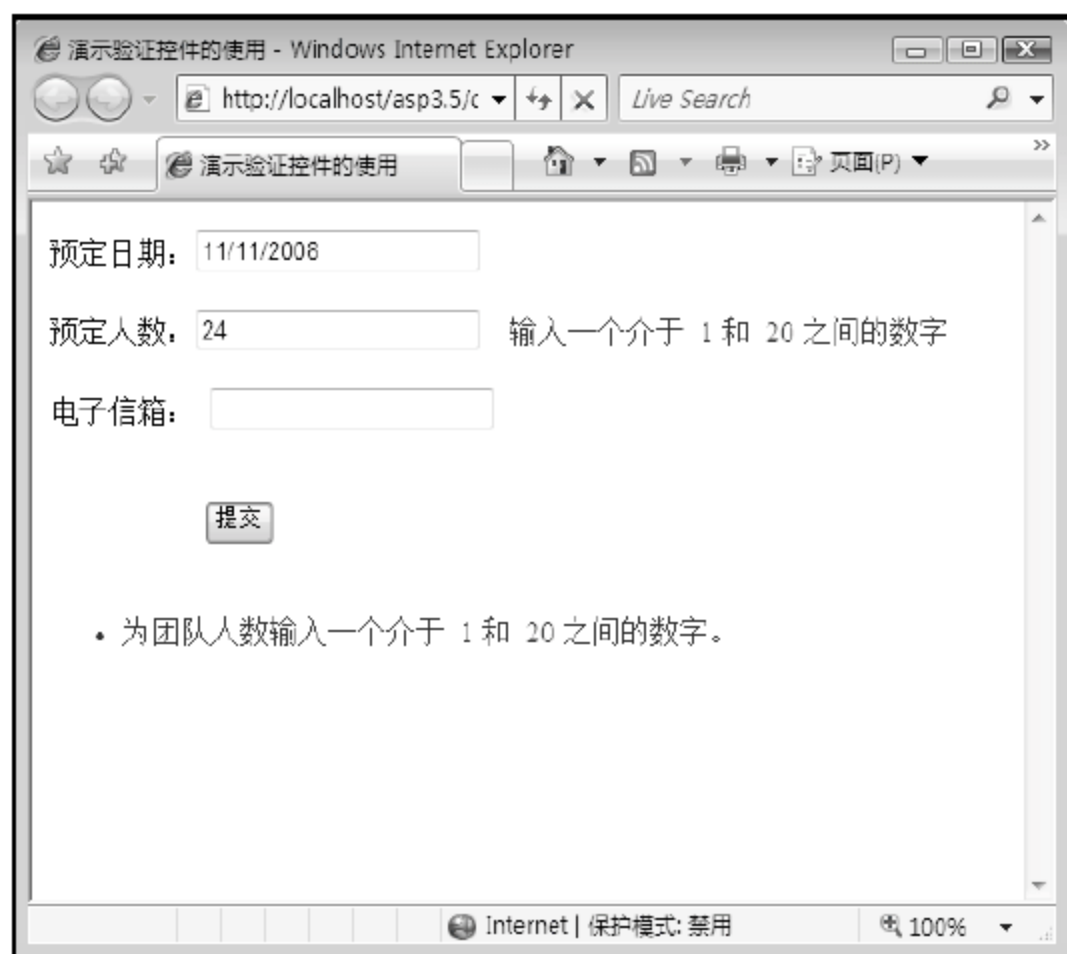 演示验证控件的使用 - Windows Internet Explorer
http://localhost/asp3.5/c
Live Search
演示验证控件的使用
页面(P)
预定日期： 11/11/2008
预定人数： 24 输入一个介于 1 和 20 之间的数字
电子信箱：
提交
• 为团队人数输入一个介于 1 和 20 之间的数字。
Internet | 保护模式: 禁用 100%